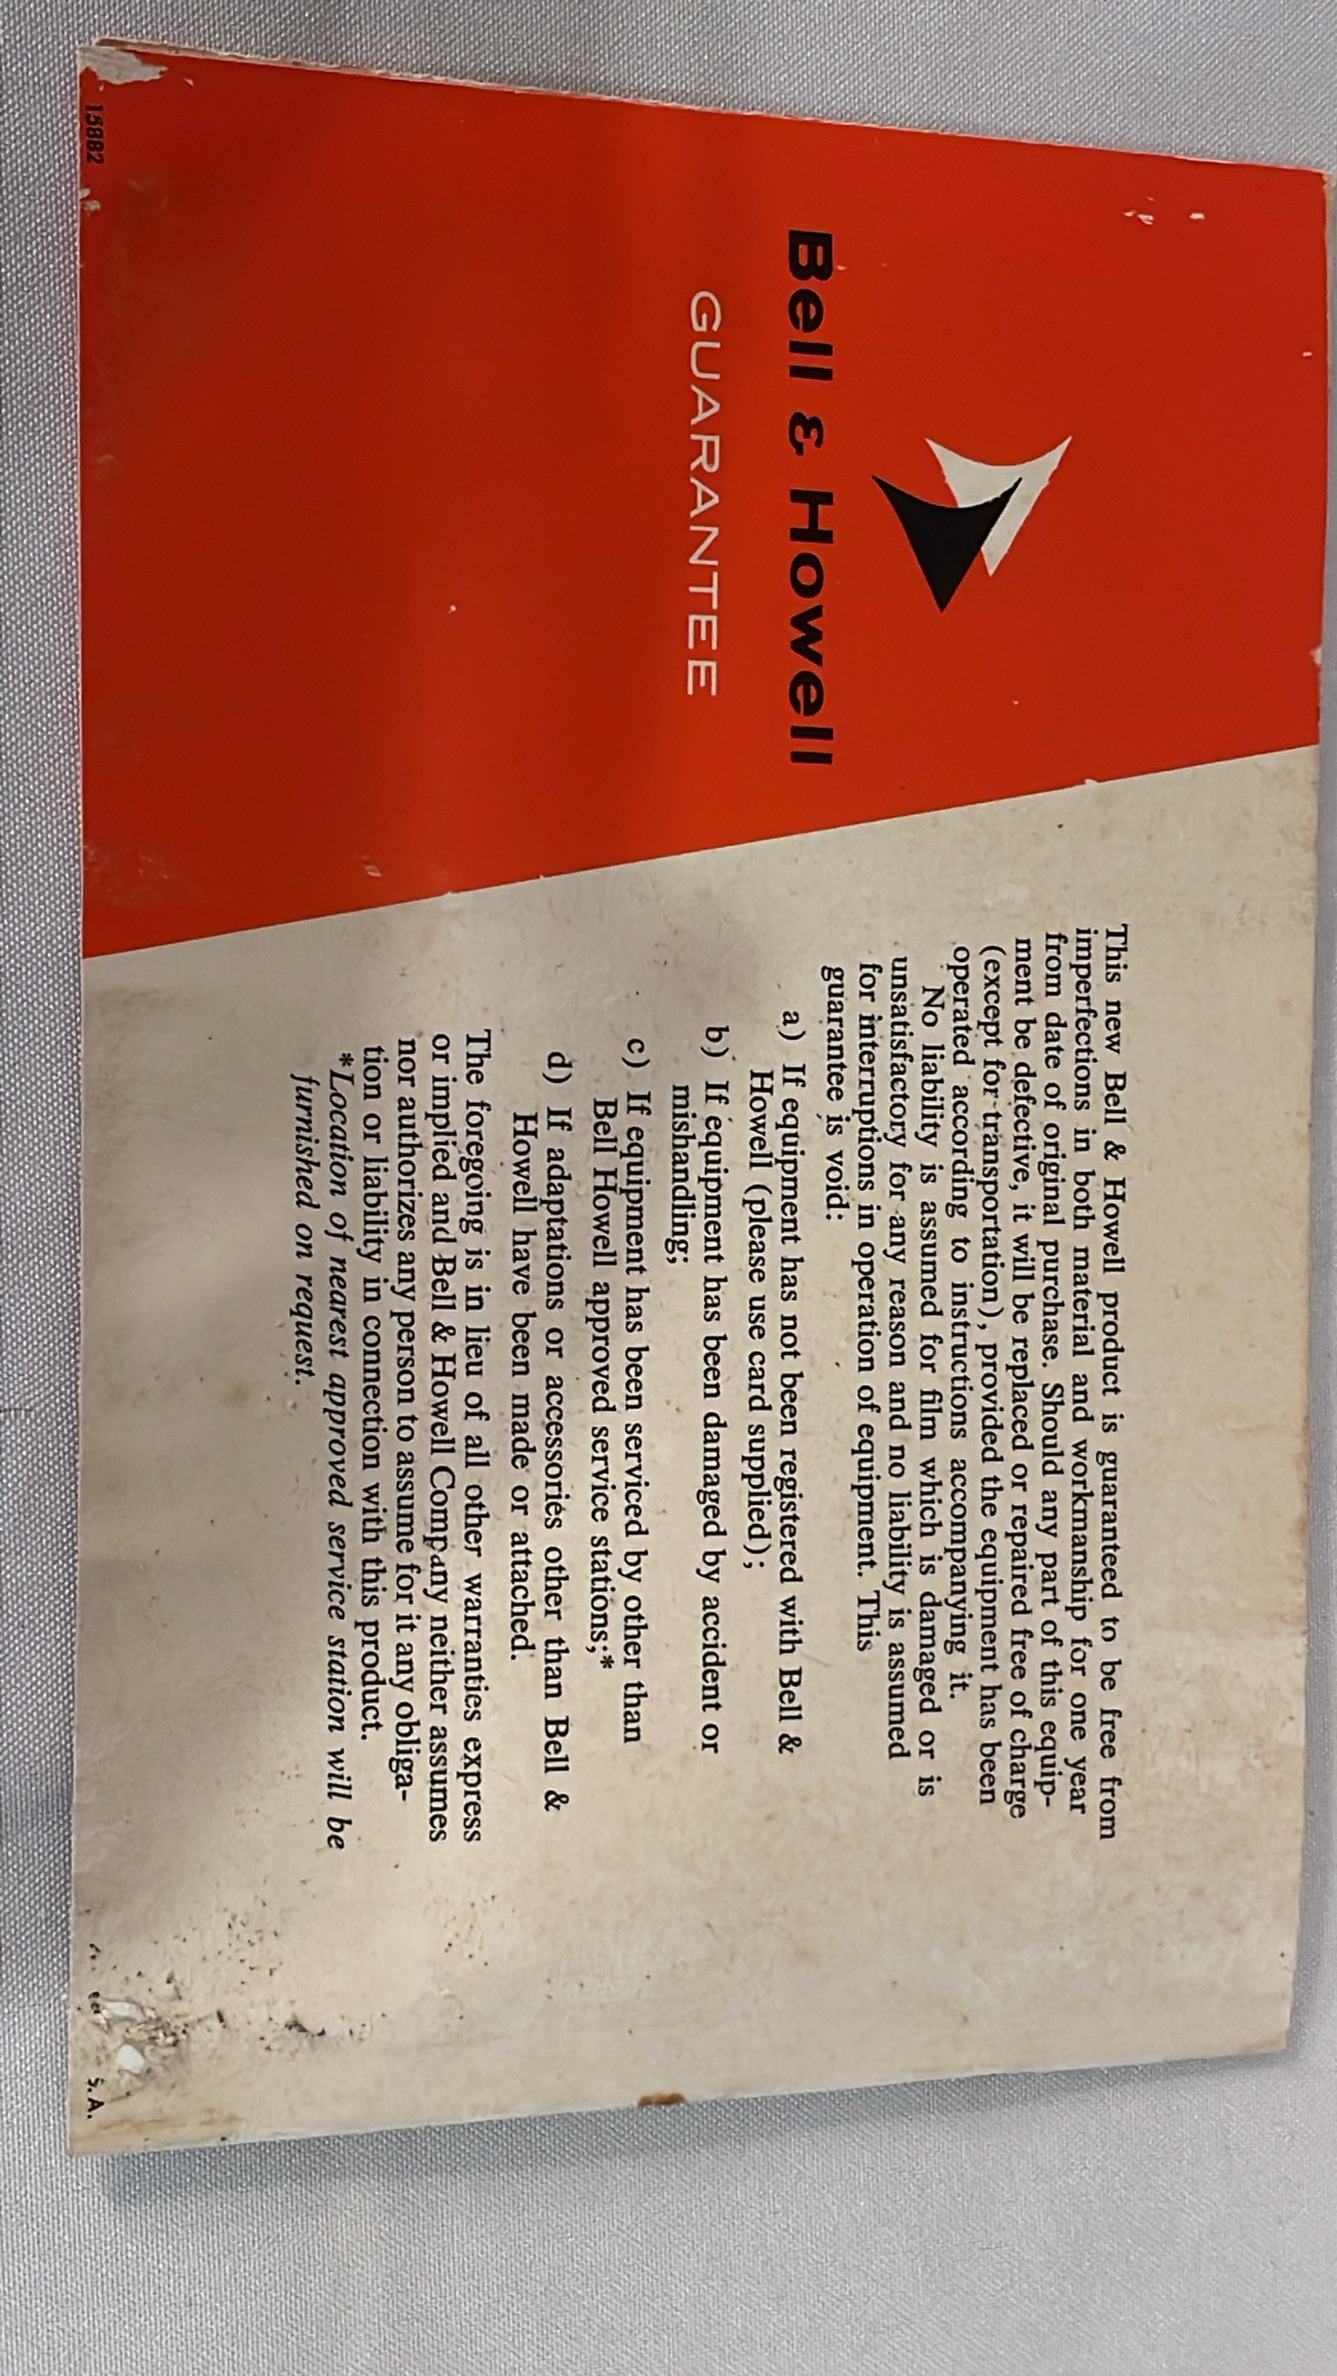 Bell & Howell
GUARANTEE
This new Bell & Howell product is guaranteed to be free from
imperfections in both material and workmanship for one year
from date of original purchase. Should any part of this equip-
ment be defective, it will be replaced or repaired free of charge
(except for transportation), provided the equipment has been
operated according to instructions accompanying it.
No liability is assumed for film which is damaged or is
unsatisfactory for any reason and no liability is assumed
for interruptions in operation of equipment. This
guarantee is void:
a) If equipment has not been registered with Bell &
Howell (please use card supplied);
b) If equipment has been damaged by accident or
mishandling;
c) If equipment has been serviced by other than
Bell Howell approved service stations;*
d) If adaptations or accessories other than Bell &
Howell have been made or attached.
The foregoing is in lieu of all other warranties express
or implied and Bell & Howell Company neither assumes
nor authorizes any person to assume for it any obliga-
tion or liability in connection with this product.
*Location of nearest approved service station will be
furnished on request.
15882
S.A.